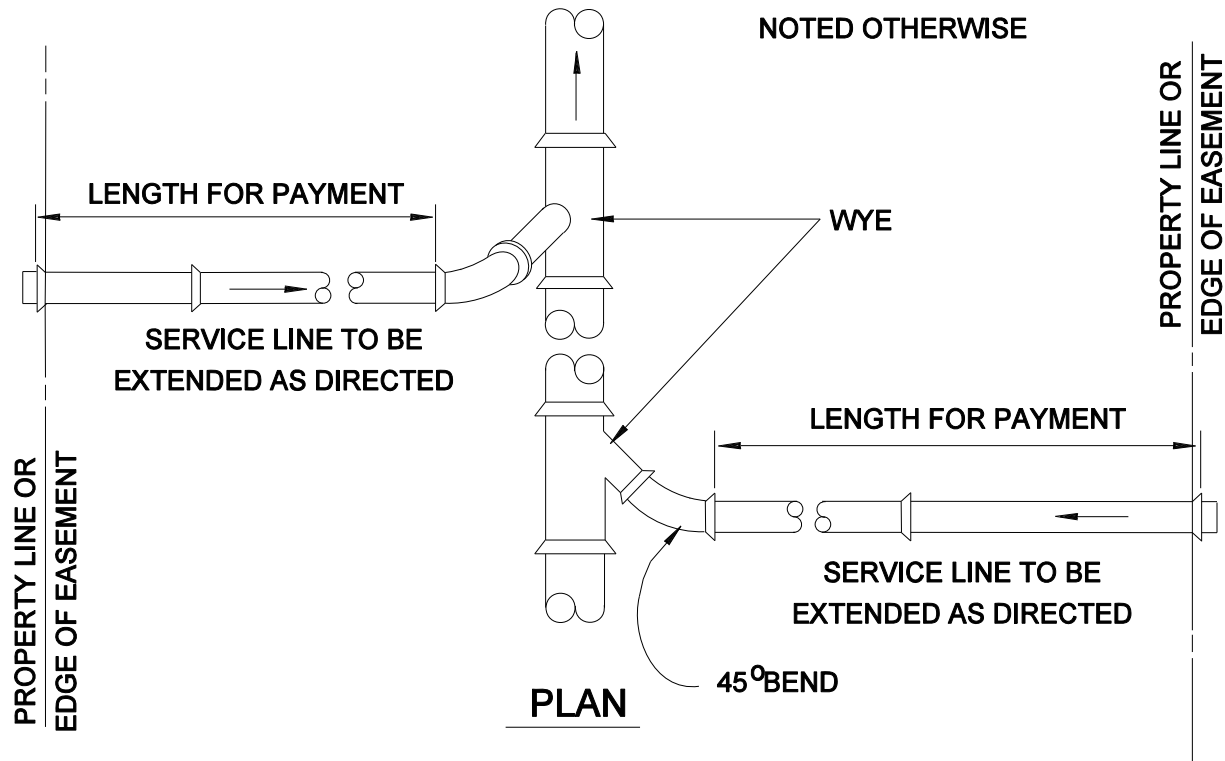 NOTED OTHERWISE
PROPERTY LINE OR
EDGE OF EASEMENT
LENGTH FOR PAYMENT
WYE
SERVICE LINE TO BE
EXTENDED AS DIRECTED
LENGTH FOR PAYMENT
PROPERTY LINE OR
EDGE OF EASEMENT
SERVICE LINE TO BE
EXTENDED AS DIRECTED
45° BEND
PLAN